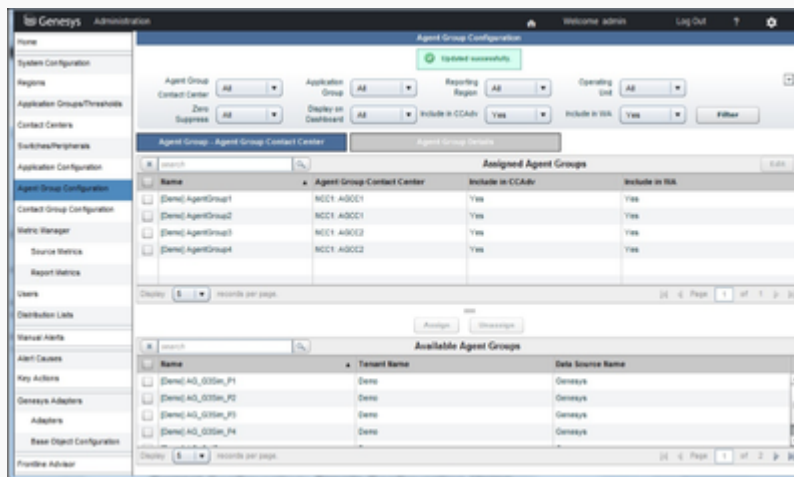 Genesys Administration Welcome admin Log Out ?
Home
System Configuration
Regions
Application Groups/Thresholds
Contact Centers
Switches/Peripherals
Application Configuration
Agent Group Configuration
Contact Group Configuration
Metric Manager
Source Metrics
Report Metrics
Users
Distribution Lists
Manual Alerts
Alert Causes
Key Actions
Genesys Adapters
Adapters
Base Object Configuration
Frontline Advisor
Agent Group Configuration
Updated successfully.
Agent Group Contact Center All Application Group All Reporting Region All Operating Unit All
Zero Suppress All Display on Dashboard All Include in CCAdv Yes Include in WA Yes Filter
Agent Group - Agent Group Contact Center Agent Group Details
search Assigned Agent Groups Edit
Name Agent Group Contact Center Include in CCAdv Include in WA
[Demo] AgentGroup1 NCC1: AGCC1 Yes Yes
[Demo] AgentGroup2 NCC1: AGCC1 Yes Yes
[Demo] AgentGroup3 NCC1: AGCC2 Yes Yes
[Demo] AgentGroup4 NCC1: AGCC2 Yes Yes
Display 5 records per page. Page 1 of 1
Assign Unassign
search Available Agent Groups
Name Tenant Name Data Source Name
[Demo] AG_G3Sim_P1 Demo Genesys
[Demo] AG_G3Sim_P2 Demo Genesys
[Demo] AG_G3Sim_P3 Demo Genesys
[Demo] AG_G3Sim_P4 Demo Genesys
Display 5 records per page. Page 1 of 2